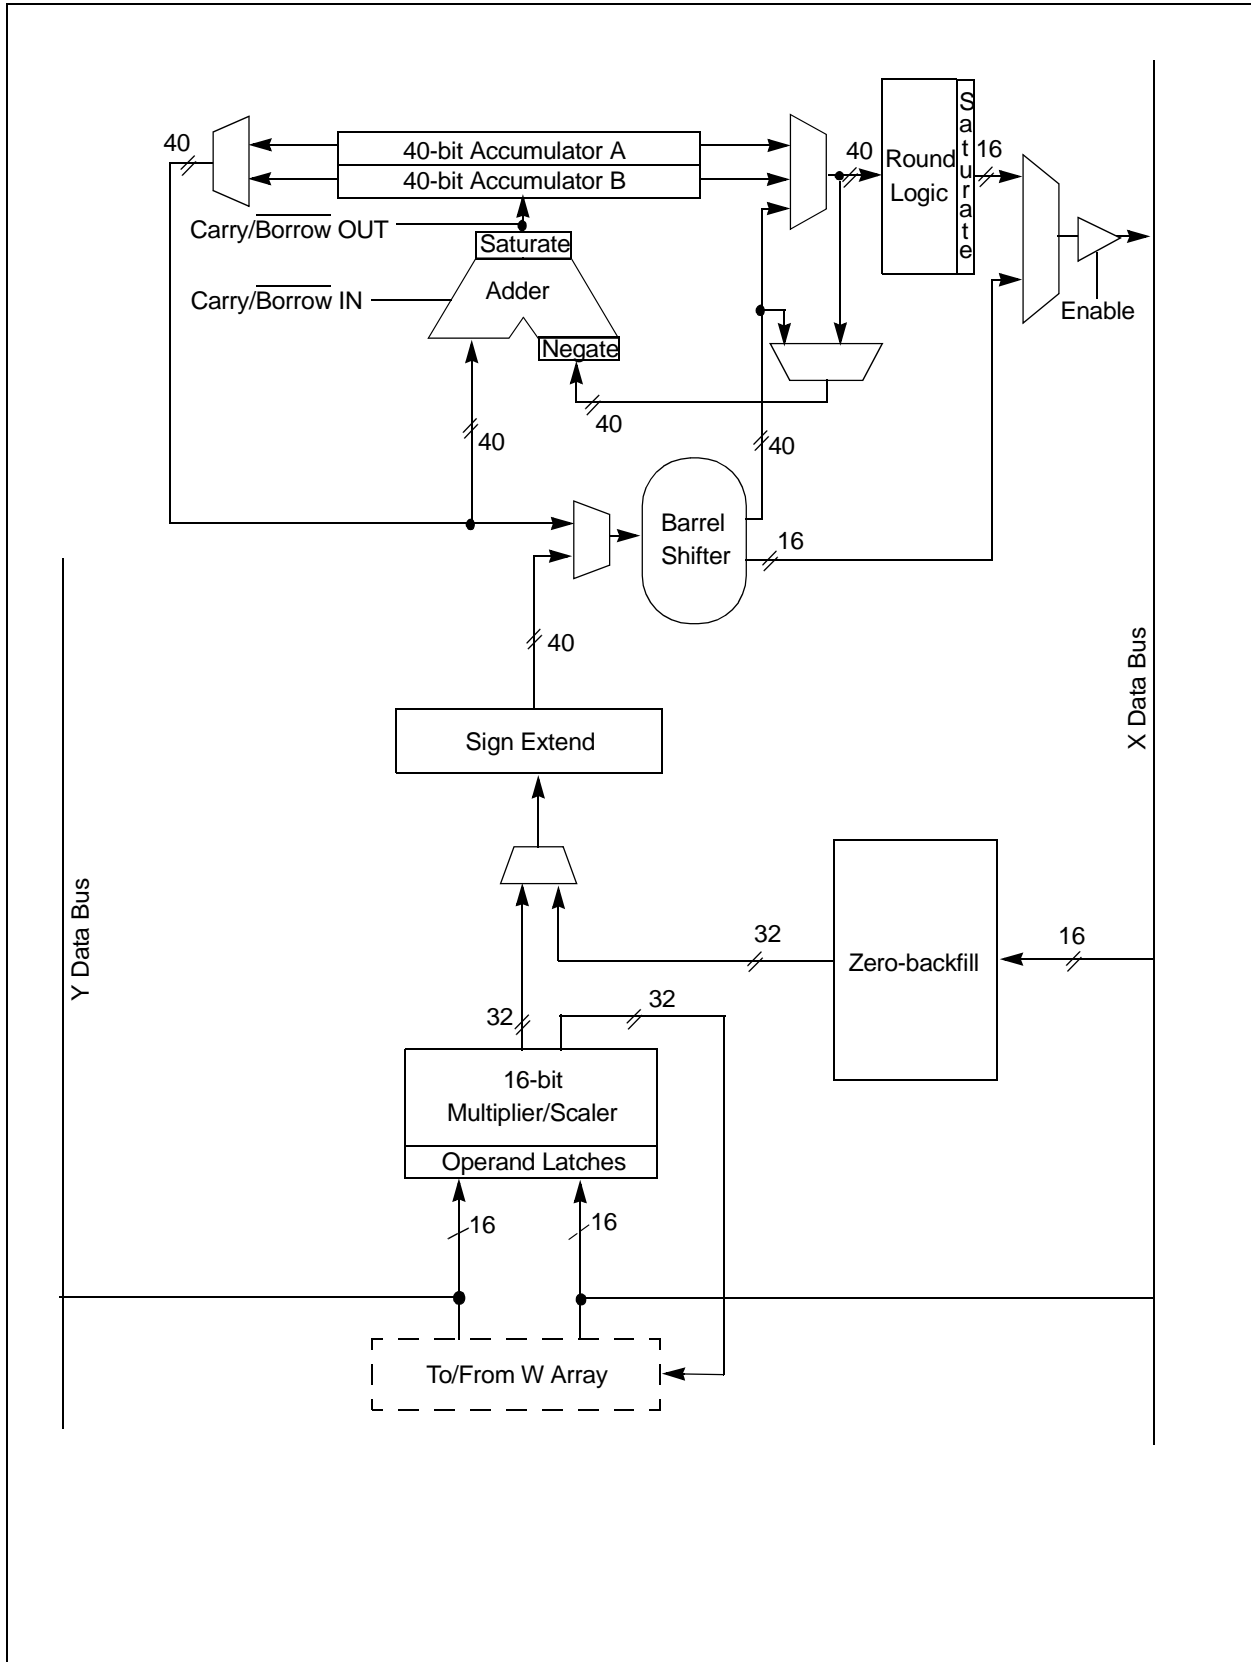 40
40-bit Accumulator A
40-bit Accumulator B
Carry/Borrow OUT
Saturate
Carry/Borrow IN
Adder
Negate
40
Round
Logic
Saturate
16
Enable
40
40
40
Barrel
Shifter
16
40
X Data Bus
Sign Extend
Y Data Bus
32
Zero-backfill
16
32
32
16-bit
Multiplier/Scaler
Operand Latches
16
16
To/From W Array